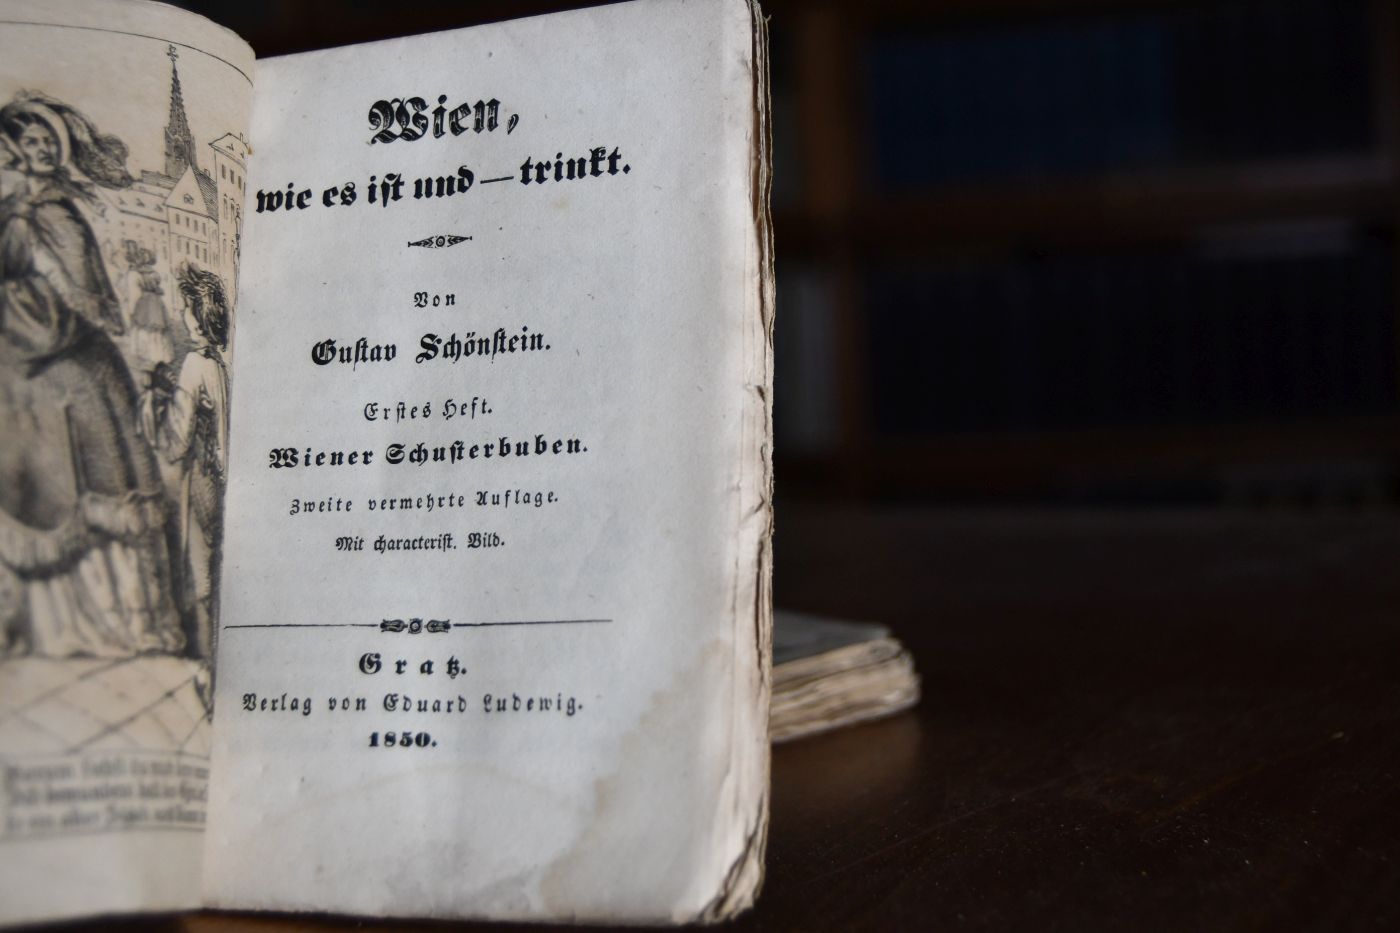 Wien,
wie es ist und — trinkt.
Von
Gustav Schönstein.
Erstes Heft.
Wiener Schusterbuben.
Zweite vermehrte Auflage.
Mit characterist. Bild.
Gratz.
Verlag von Eduard Ludewig.
1850.